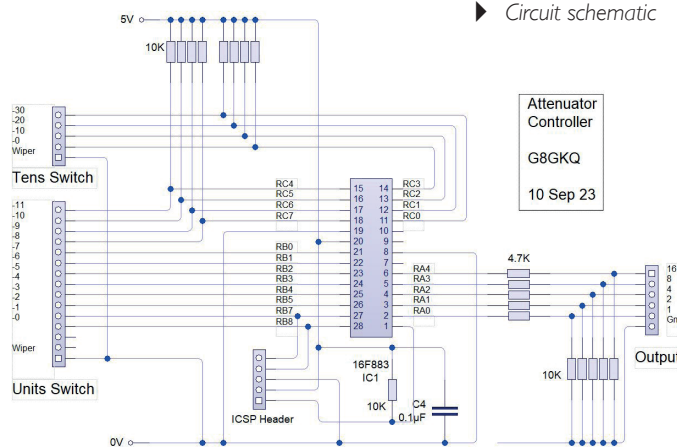 Circuit schematic
5V
10K
-30
-20
-10
-0
Wiper
Tens Switch
-11
-10
-9
-8
-7
-6
-5
-4
-3
-2
-1
-0
Wiper
Units Switch
RC4
RC5
RC6
RC7
RB0
RB1
RB2
RB3
RB4
RB5
RB7
RB8
15 14
16 13
17 12
18 11
19 10
20 9
21 8
22 7
23 6
24 5
25 4
26 3
27 2
28 1
RC3
RC2
RC1
RC0
RA4
RA3
RA2
RA1
RA0
16F883
IC1
10K
C4
0.1uF
ICSP Header
0V
Attenuator
Controller
G8GKQ
10 Sep 23
4.7K
10K
16
8
4
2
1
Output